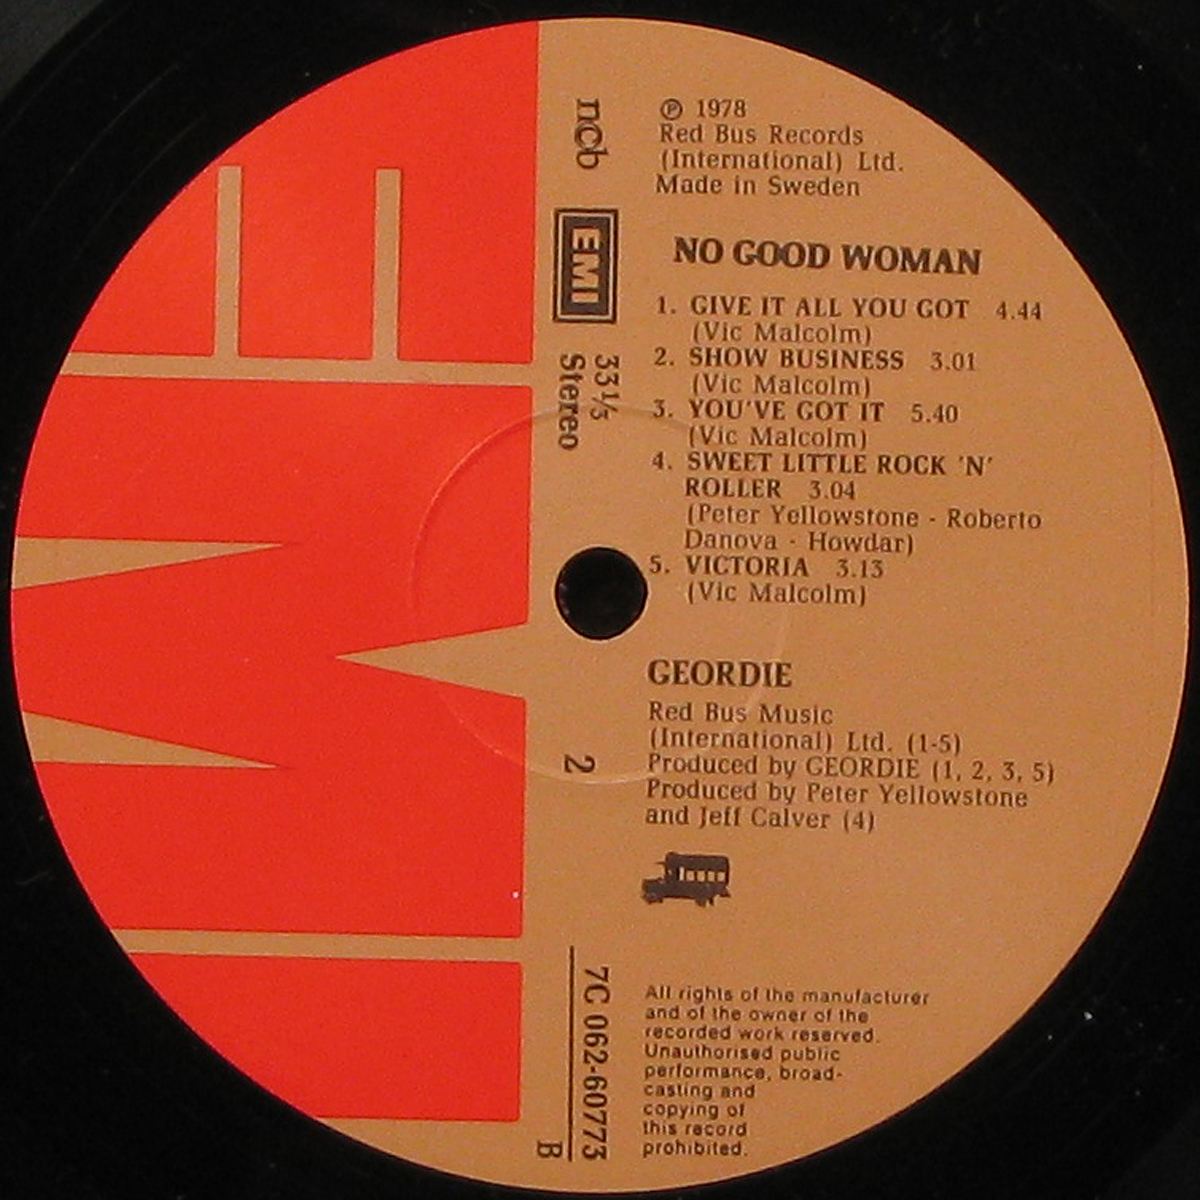 ncb
EMI
33⅓
Stereo
2
7C 062-60773
B
℗ 1978
Red Bus Records
(International) Ltd.
Made in Sweden
NO GOOD WOMAN
1. GIVE IT ALL YOU GOT 4.44
(Vic Malcolm)
2. SHOW BUSINESS 3.01
(Vic Malcolm)
3. YOU'VE GOT IT 5.40
(Vic Malcolm)
4. SWEET LITTLE ROCK 'N'
ROLLER 3.04
(Peter Yellowstone - Roberto
Danova - Howdar)
5. VICTORIA 3.13
(Vic Malcolm)
GEORDIE
Red Bus Music
(International) Ltd. (1-5)
Produced by GEORDIE (1, 2, 3, 5)
Produced by Peter Yellowstone
and Jeff Calver (4)
All rights of the manufacturer
and of the owner of the
recorded work reserved.
Unauthorised public
performance, broad-
casting and
copying of
this record
prohibited.
EMI